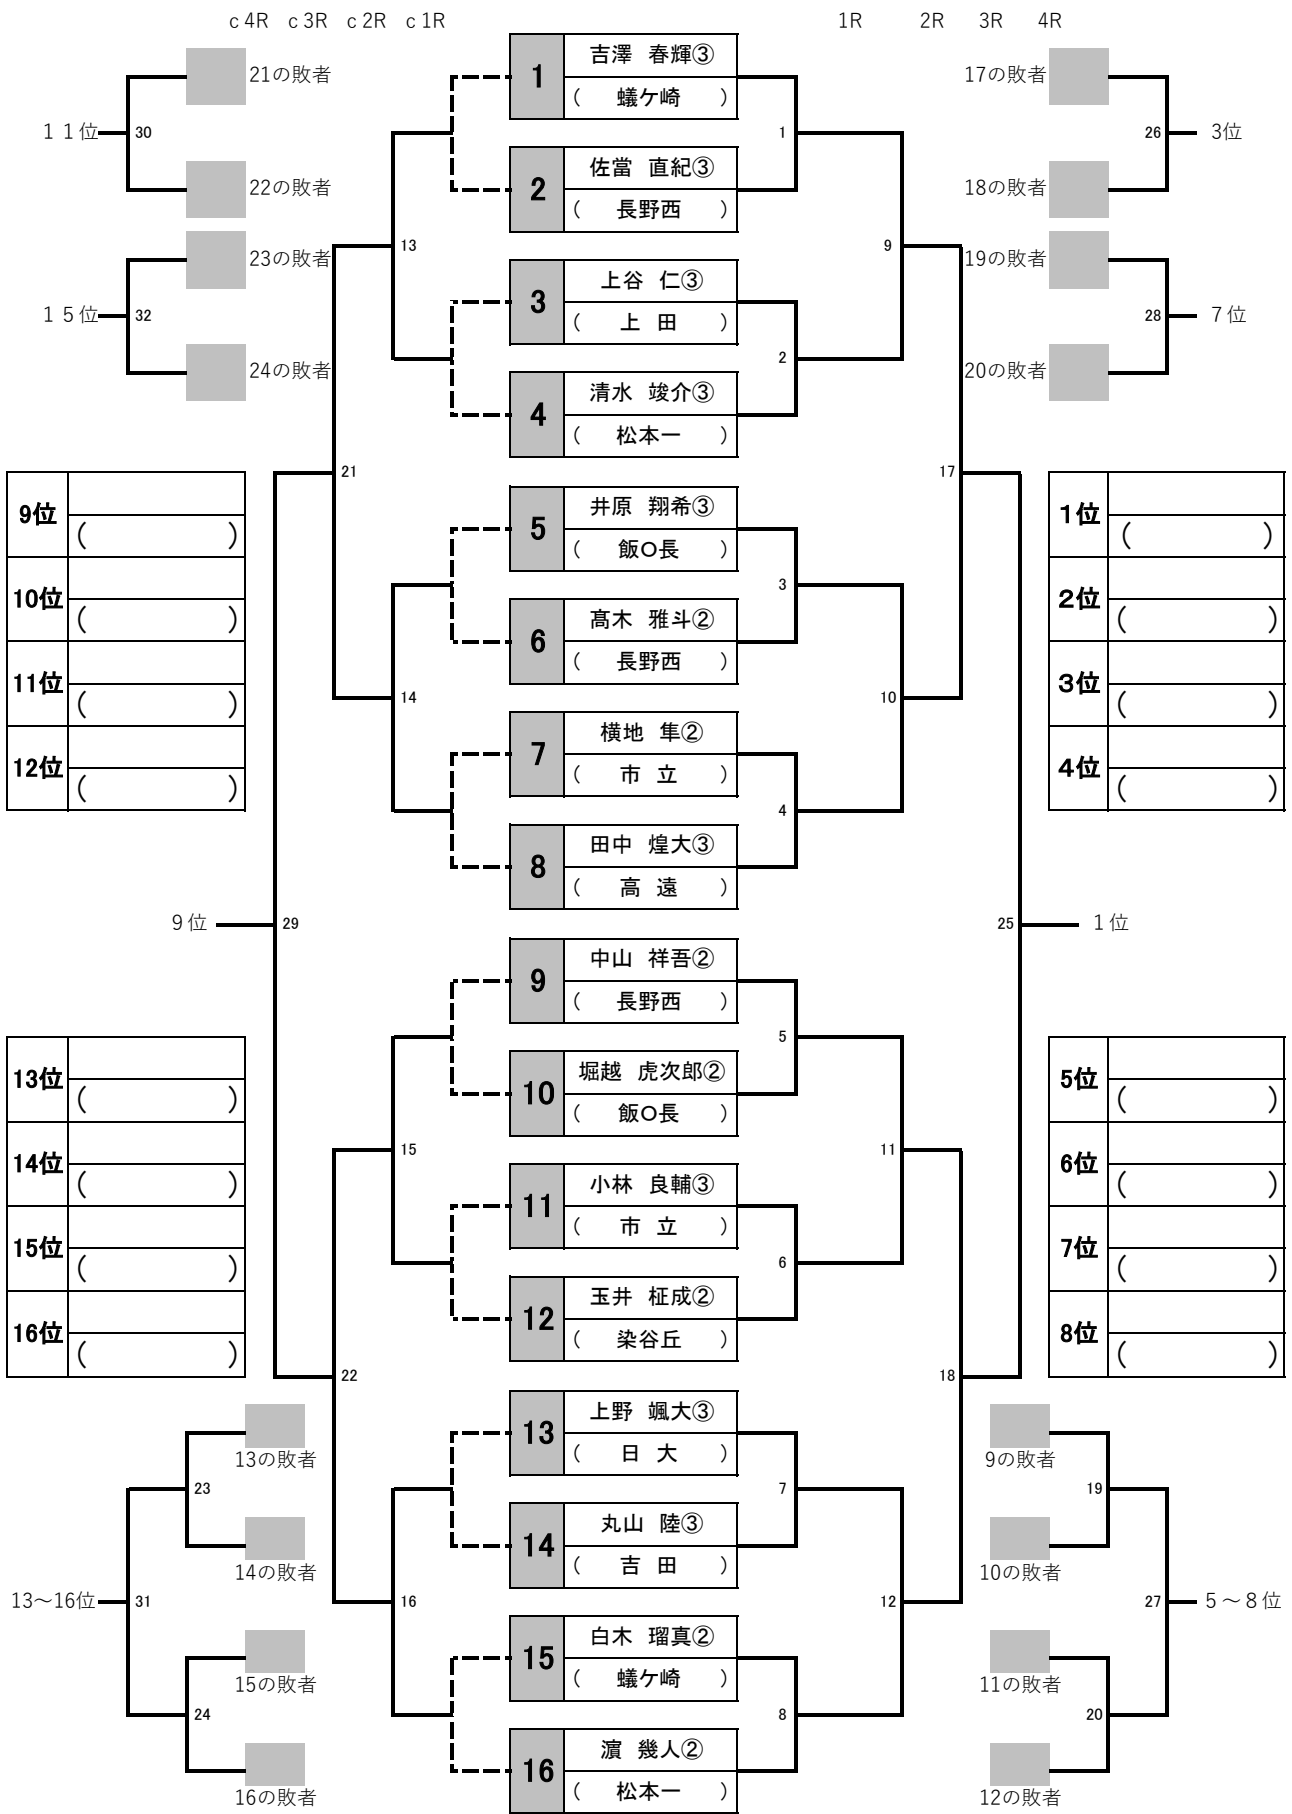 c 4R c 3R c 2R c 1R 1R 2R 3R 4R
1 吉澤 春輝③
( 蟻ケ崎 )
2 佐當 直紀③
( 長野西 )
3 上谷 仁③
( 上 田 )
4 清水 竣介③
( 松本一 )
5 井原 翔希③
( 飯O長 )
6 髙木 雅斗②
( 長野西 )
7 横地 隼②
( 市 立 )
8 田中 煌大③
( 高 遠 )
9 中山 祥吾②
( 長野西 )
10 堀越 虎次郎②
( 飯O長 )
11 小林 良輔③
( 市 立 )
12 玉井 柾成②
( 染谷丘 )
13 上野 颯大③
( 日 大 )
14 丸山 陸③
( 吉 田 )
15 白木 瑠真②
( 蟻ケ崎 )
16 濵 幾人②
( 松本一 )
21の敗者
11位 30
22の敗者
23の敗者
15位 32
24の敗者
13
21
14
9位
( )
10位
( )
11位
( )
12位
( )
9位 29
13位
( )
14位
( )
15位
( )
16位
( )
15
22
16
13の敗者
23
14の敗者
13～16位 31
15の敗者
24
16の敗者
1
2
3
4
5
6
7
8
9
10
11
12
17
18
25 1位
17の敗者
26 3位
18の敗者
19の敗者
28 7位
20の敗者
1位
( )
2位
( )
3位
( )
4位
( )
5位
( )
6位
( )
7位
( )
8位
( )
9の敗者
19
10の敗者
27 5～8位
11の敗者
20
12の敗者